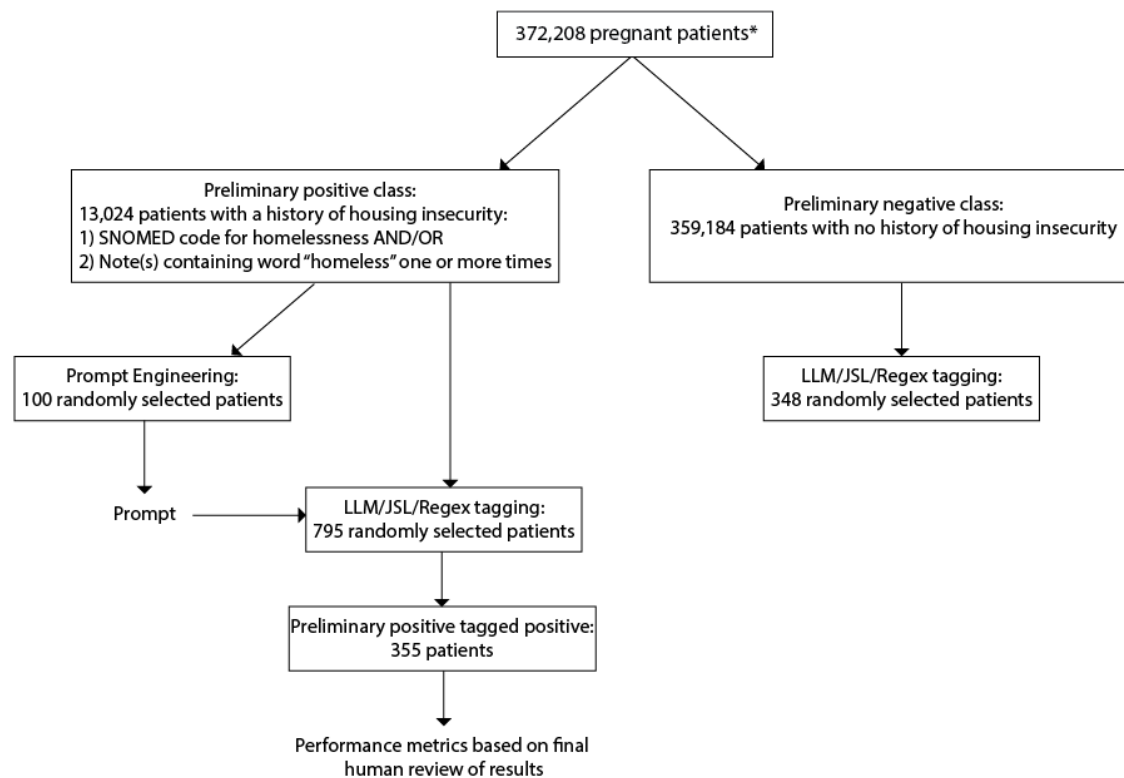 372,208 pregnant patients*
Preliminary positive class:
13,024 patients with a history of housing insecurity:
1) SNOMED code for homelessness AND/OR
2) Note(s) containing word “homeless” one or more times
Preliminary negative class:
359,184 patients with no history of housing insecurity
Prompt Engineering:
100 randomly selected patients
LLM/JSL/Regex tagging:
348 randomly selected patients
Prompt
LLM/JSL/Regex tagging:
795 randomly selected patients
Preliminary positive tagged positive:
355 patients
Performance metrics based on final
human review of results